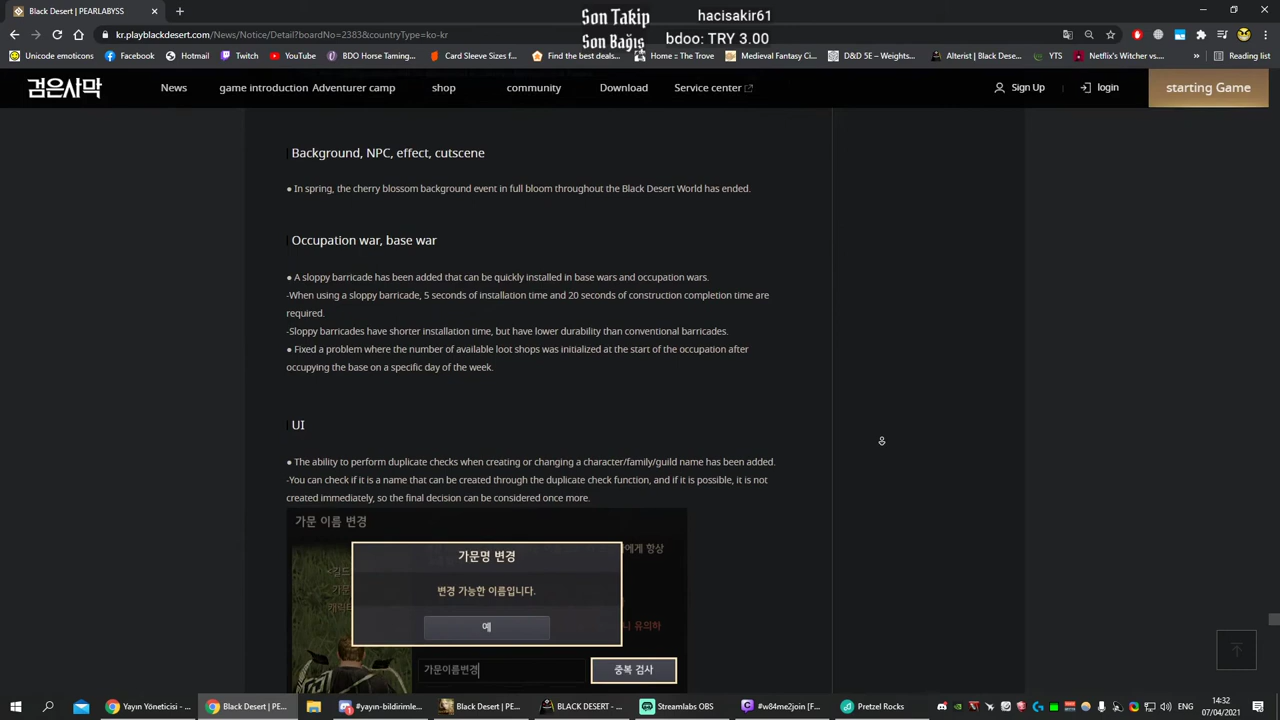 Black Desert | PEARLABYSS
Son Takip
hacisakir61
Son Bağış
bdoo: TRY 3.00
kr.playblackdesert.com/News/Notice/Detail?boardNo=2383&countryType=ko-kr
Unicode emoticons
Facebook
Hotmail
Twitch
YouTube
BDO Horse Taming...
Card Sleeve Sizes f...
Find the best deals...
Home :: The Trove
Medieval Fantasy Ci...
D&D 5E – Weights...
Alterist | Black Dese...
YTS
Netflix's Witcher -...
Reading list
검은사막
News
game introduction
Adventurer camp
shop
community
Download
Service center
Sign Up
login
starting Game
Background, NPC, effect, cutscene
● In spring, the cherry blossom background event in full bloom throughout the Black Desert World has ended.
Occupation war, base war
● A sloppy barricade has been added that can be quickly installed in base wars and occupation wars.
-When using a sloppy barricade, 5 seconds of installation time and 20 seconds of construction completion time are
required.
-Sloppy barricades have shorter installation time, but have lower durability than conventional barricades.
● Fixed a problem where the number of available loot shops was initialized at the start of the occupation after
occupying the base on a specific day of the week.
UI
● The ability to perform duplicate checks when creating or changing a character/family/guild name has been added.
-You can check if it is a name that can be created through the duplicate check function, and if it is possible, it is not
created immediately, so the final decision can be considered once more.
가문 이름 변경
에게 항상
가문명 변경
변경 가능한 이름입니다.
예
니 유의하
가문이름변경
중복 검사
Yayın Yöneticisi - ...
Black Desert | PE...
#yayın-bildirimle...
Black Desert | PE...
BLACK DESERT - ...
Streamlabs OBS
#w84me2join [F...
Pretzel Rocks
14:32
07/04/2021